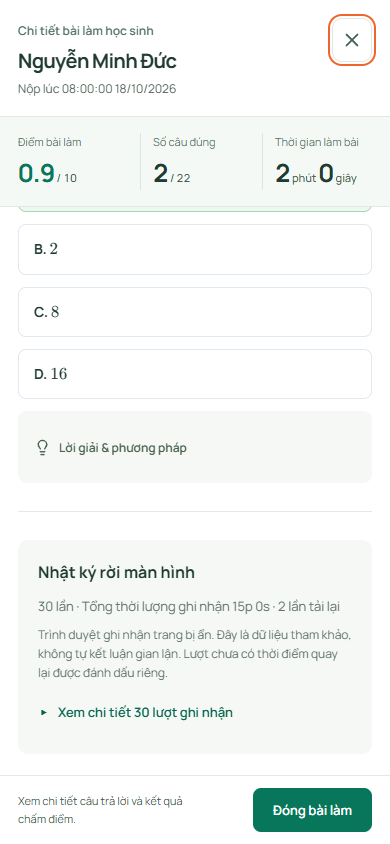 Chi tiết bài làm học sinh
Nguyễn Minh Đức
Nộp lúc 08:00:00 18/10/2026
Điểm bài làm
0.9 / 10
Số câu đúng
2 / 22
Thời gian làm bài
2 phút 0 giây
B. 2
C. 8
D. 16
Lời giải & phương pháp
Nhật ký rời màn hình
30 lần · Tổng thời lượng ghi nhận 15p 0s · 2 lần tải lại
Trình duyệt ghi nhận trang bị ẩn. Đây là dữ liệu tham khảo,
không tự kết luận gian lận. Lượt chưa có thời điểm quay
lại được đánh dấu riêng.
Xem chi tiết 30 lượt ghi nhận
Xem chi tiết câu trả lời và kết quả
chấm điểm.
Đóng bài làm